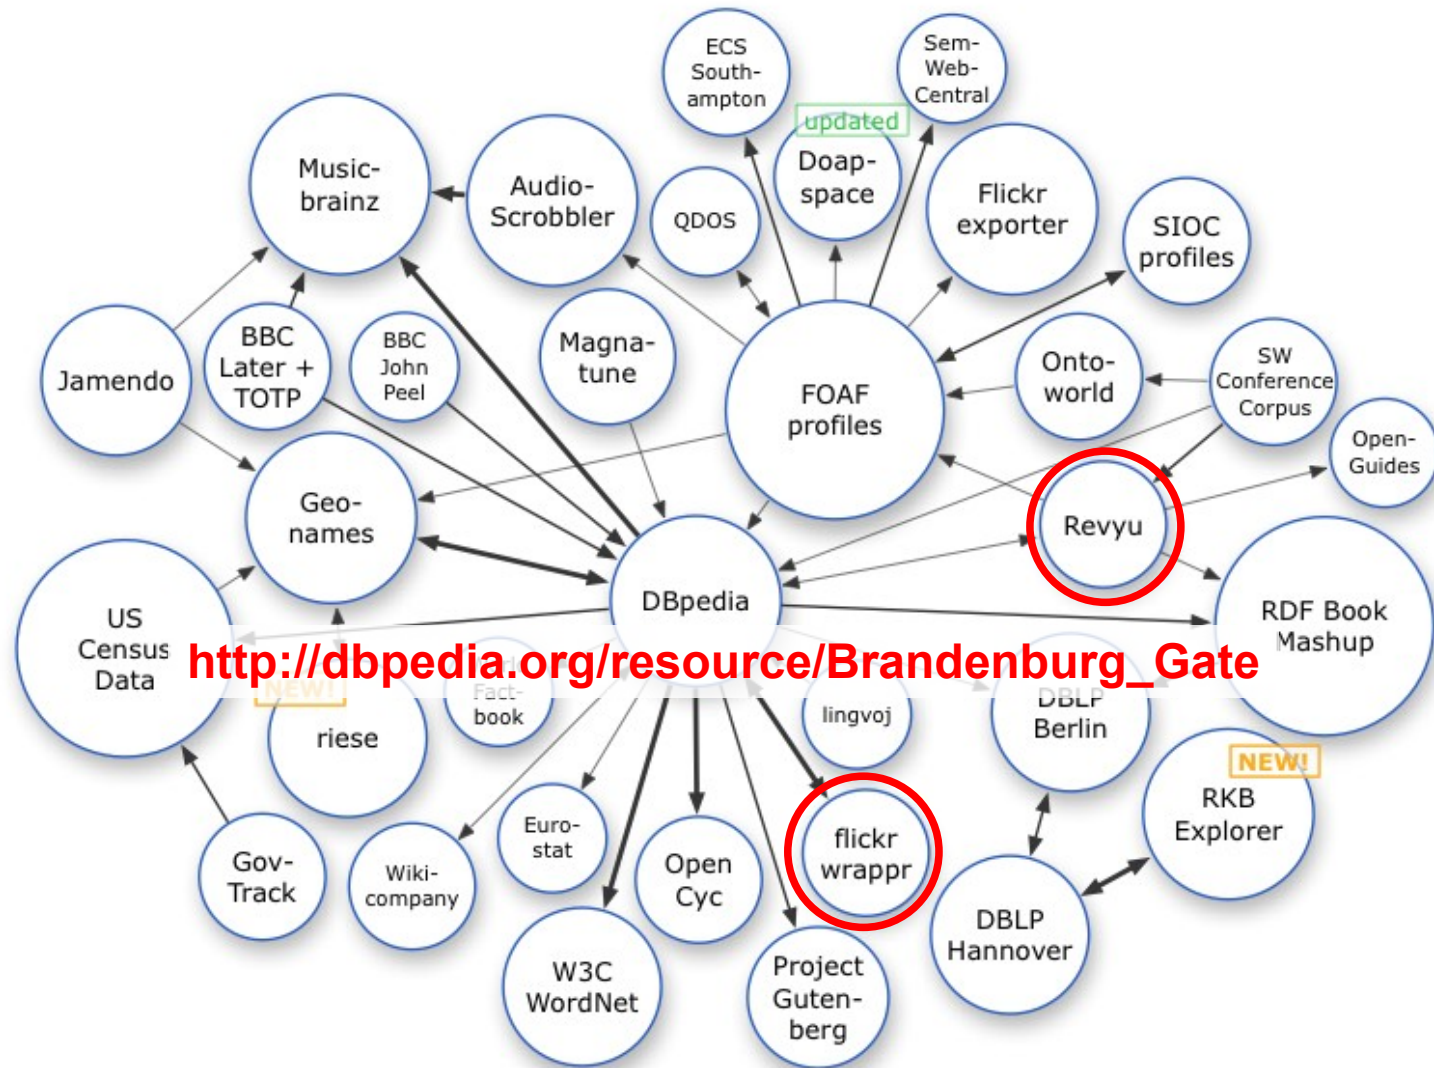 ECS
South-
ampton
Sem-
Web-
Central
updated
Music-
brainz
Audio-
Scrobbler
QDOS
Doap-
space
Flickr
exporter
SIOC
profiles
Jamendo
BBC
Later +
TOTP
BBC
John
Peel
Magna-
tune
FOAF
profiles
Onto-
world
SW
Conference
Corpus
Open-
Guides
Geo-
names
Revyu
US
Census
Data
DBpedia
RDF Book
Mashup
http://dbpedia.org/resource/Brandenburg_Gate
NEW!
riese
Fact-
book
lingvoj
DBLP
Berlin
NEW!
RKB
Explorer
Gov-
Track
Wiki-
company
Euro-
stat
Open
Cyc
flickr
wrappr
DBLP
Hannover
W3C
WordNet
Project
Guten-
berg